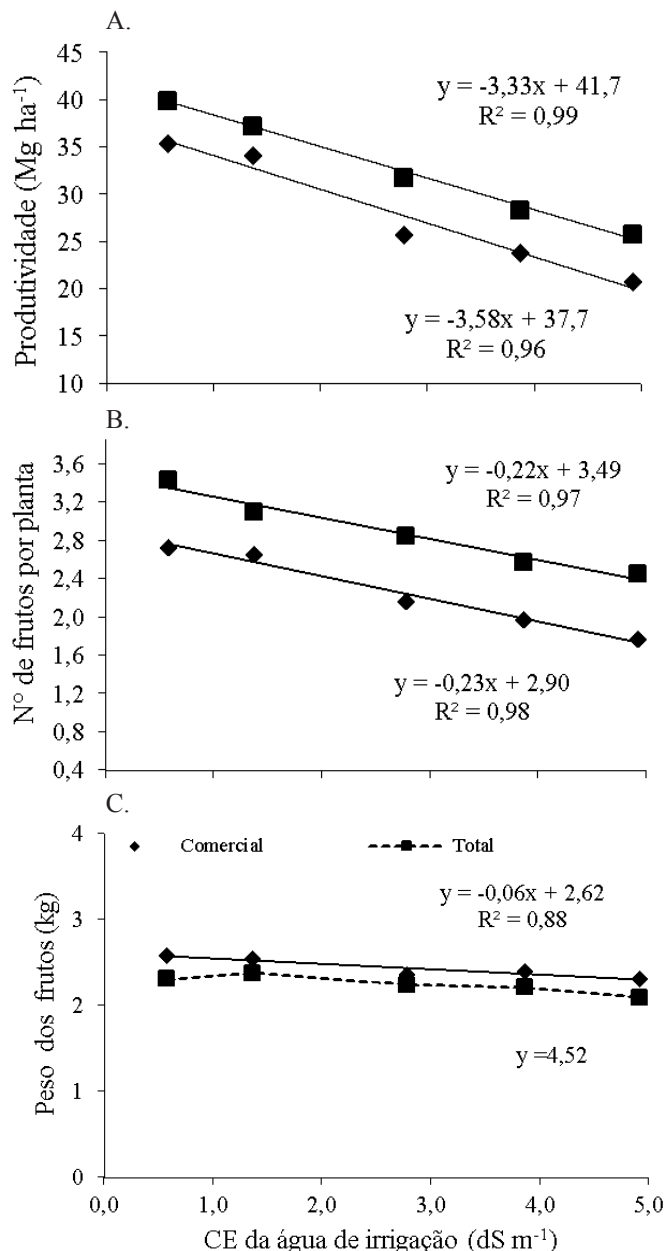 A.
45
40
35
30
25
20
15
10
Produtividade (Mg ha⁻¹)
y = -3,33x + 41,7
R² = 0,99
y = -3,58x + 37,7
R² = 0,96
B.
3,6
3,2
2,8
2,4
2,0
1,6
1,2
0,8
0,4
N° de frutos por planta
y = -0,22x + 3,49
R² = 0,97
y = -0,23x + 2,90
R² = 0,98
C.
4
3
2
1
0
Peso dos frutos (kg)
Comercial Total
y = -0,06x + 2,62
R² = 0,88
y =4,52
0,0 1,0 2,0 3,0 4,0 5,0
CE da água de irrigação (dS m⁻¹)